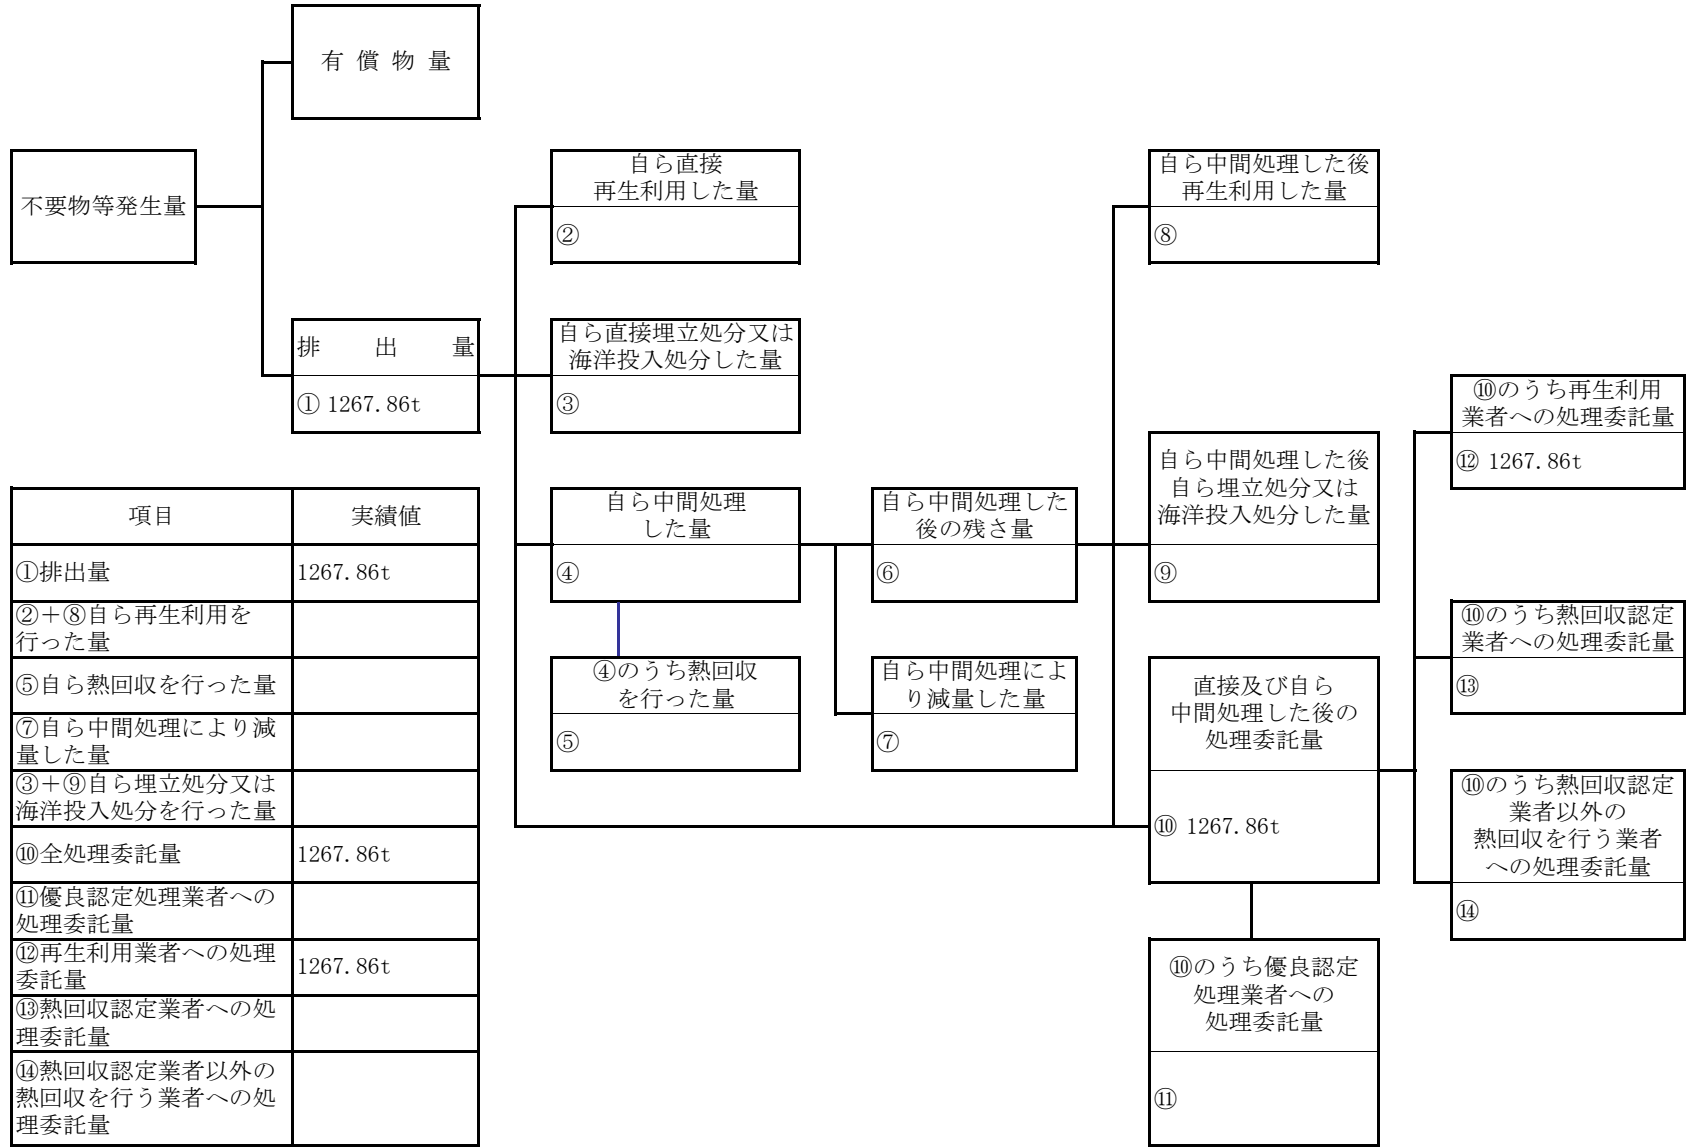 有償物量
不要物等発生量
排出量
① 1267.86t
自ら直接
再生利用した量
②
自ら直接埋立処分又は
海洋投入処分した量
③
自ら中間処理
した量
④
④のうち熱回収
を行った量
⑤
自ら中間処理した
後の残さ量
⑥
自ら中間処理によ
り減量した量
⑦
自ら中間処理した後
再生利用した量
⑧
自ら中間処理した後
自ら埋立処分又は
海洋投入処分した量
⑨
直接及び自ら
中間処理した後の
処理委託量
⑩ 1267.86t
⑩のうち優良認定
処理業者への
処理委託量
⑪
⑩のうち再生利用
業者への処理委託量
⑫ 1267.86t
⑩のうち熱回収認定
業者への処理委託量
⑬
⑩のうち熱回収認定
業者以外の
熱回収を行う業者
への処理委託量
⑭
項目 実績値
①排出量 1267.86t
②+⑧自ら再生利用を
行った量
⑤自ら熱回収を行った量
⑦自ら中間処理により減
量した量
③+⑨自ら埋立処分又は
海洋投入処分を行った量
⑩全処理委託量 1267.86t
⑪優良認定処理業者への
処理委託量
⑫再生利用業者への処理
委託量 1267.86t
⑬熱回収認定業者への処
理委託量
⑭熱回収認定業者以外の
熱回収を行う業者への処
理委託量